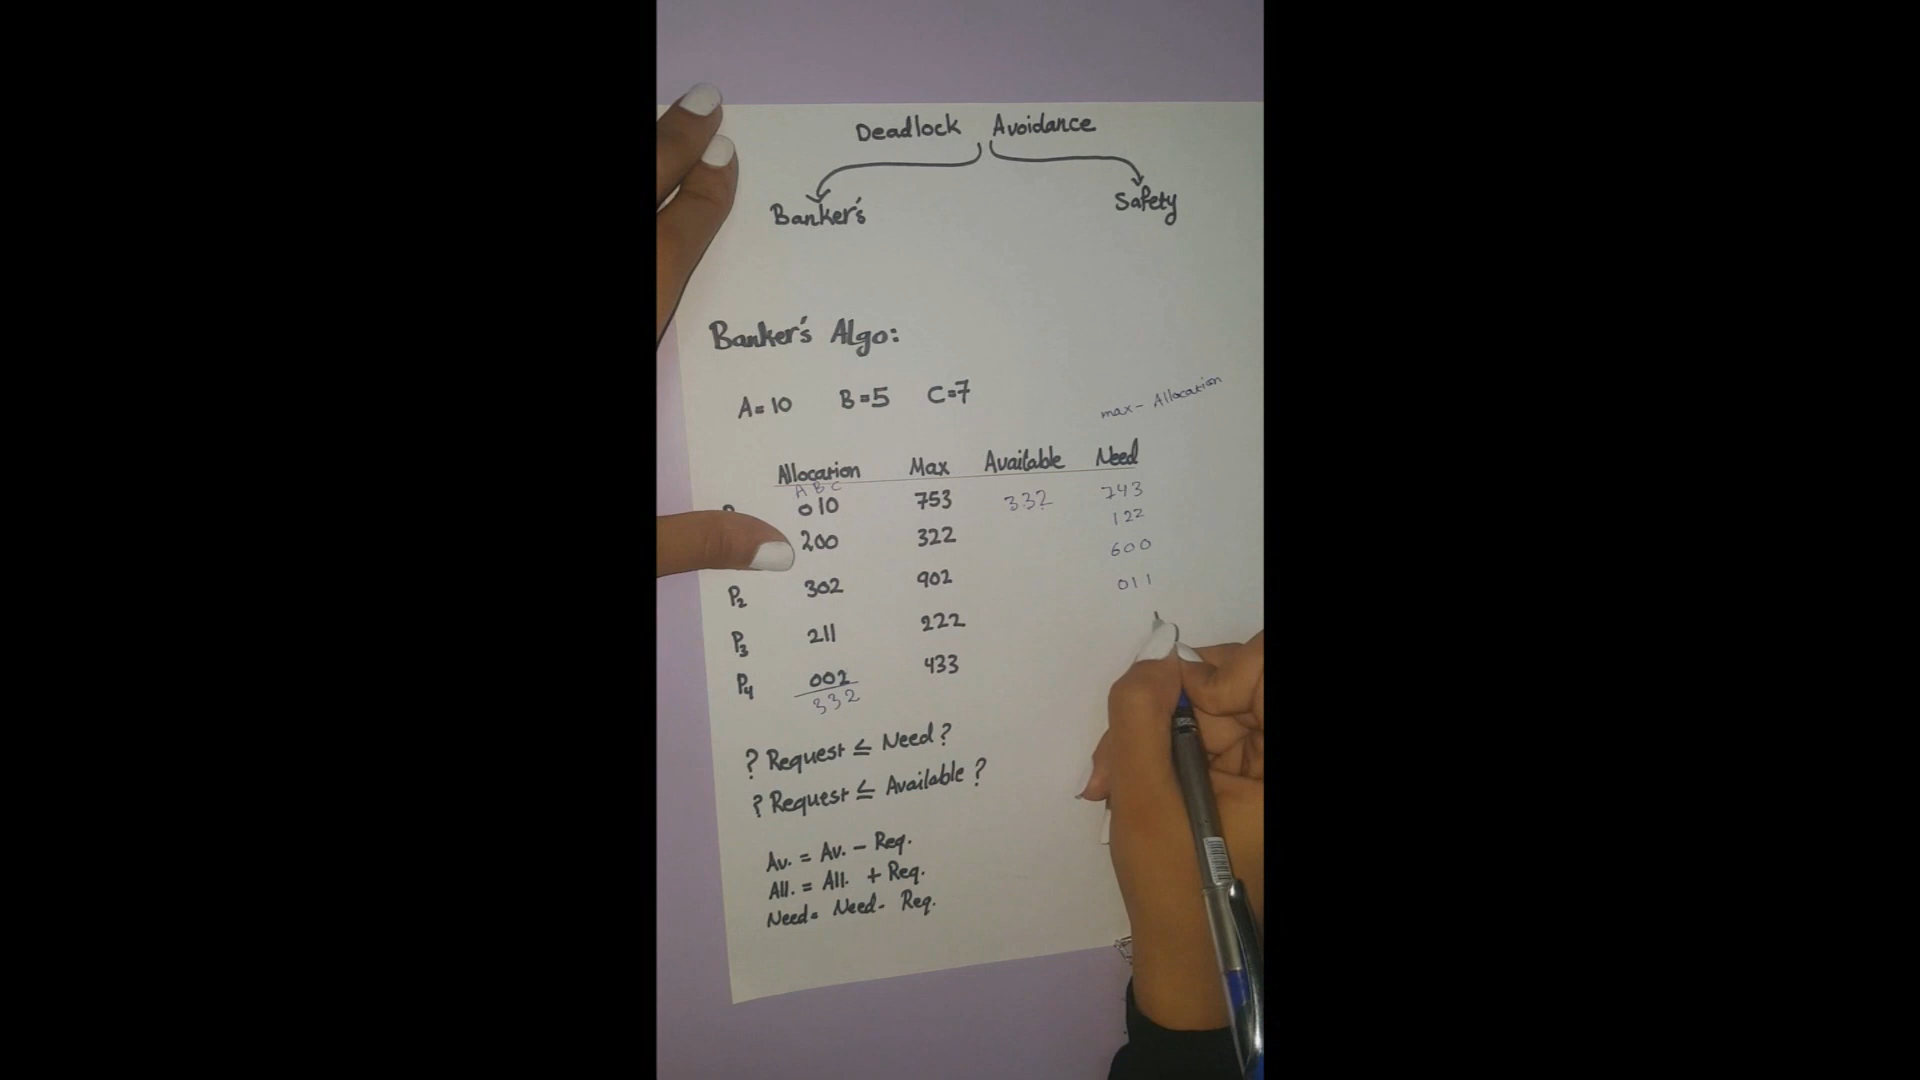 Deadlock Avoidance
Banker's Safety
Banker's Algo:
A=10 B=5 C=7
max- Allocation
Allocation Max Available Need
A B C
010 753 332 743
200 322 122
P2 302 902 600
P3 211 222 011
P4 002 433
332
? Request ≤ Need?
? Request ≤ Available?
Av. = Av. - Req.
All. = All. + Req.
Need= Need- Req.